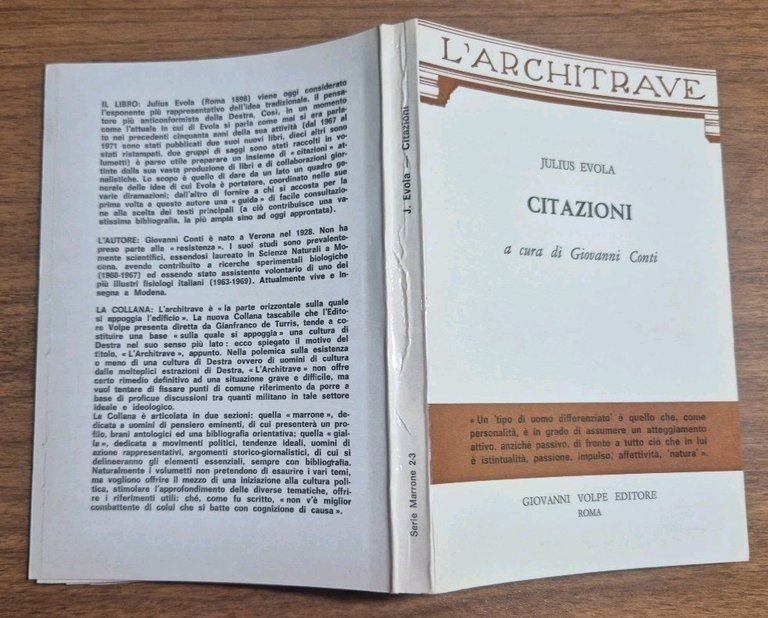 IL LIBRO: Julius Evola (Roma 1898) viene oggi considerato
l'esponente più rappresentativo dell'idea tradizionale, il pensa-
tore più anticonformista della Destra. Così, in un momento
come l'attuale in cui di Evola si parla come mai si era parla-
to nei precedenti cinquanta anni della sua attività (dal 1967 al
1971 sono stati pubblicati due suoi nuovi libri, dieci altri sono
stati ristampati, due gruppi di saggi sono stati raccolti in vo-
lumetti) è parso utile preparare un insieme di « citazioni » at-
tinte dalla sua vasta produzione di libri e di collaborazioni gior-
nalistiche. Lo scopo è quello di dare da un lato un quadro ge-
nerale delle idee di cui Evola è portatore, coordinato nelle sue
varie diramazioni; dall'altro di fornire a chi si accosta per la
prima volta a questo autore una « guida » di facile consultazio-
ne alla scelta dei testi principali (a ciò contribuisce una va-
stissima bibliografia, la più ampia sino ad oggi approntata).
L'AUTORE: Giovanni Conti è nato a Verona nel 1928. Non ha
preso parte alla « resistenza ». I suoi studi sono prevalente-
mente scientifici, essendosi laureato in Scienze Naturali a Mo-
dena, avendo contribuito a ricerche sperimentali biologiche
(1960-1967) ed essendo stato assistente volontario di uno dei
più illustri fisiologi italiani (1963-1969). Attualmente vive e in-
segna a Modena.
LA COLLANA: L'architrave è « la parte orizzontale sulla quale
si appoggia l'edificio ». La nuova Collana tascabile che l'Edito-
re Volpe presenta diretta da Gianfranco de Turris, tende a co-
stituire una base « sulla quale si appoggia » una cultura di
Destra nel suo senso più lato : ecco spiegato il motivo del
titolo, « L'Architrave », appunto. Nella polemica sulla esistenza
o meno di una cultura di Destra ovvero di uomini di cultura
dalle molteplici estrazioni di Destra, « L'Architrave » non offre
certo rimedio definitivo ad una situazione grave e difficile, ma
vuol tentare di fissare punti di comune riferimento da porre a
base di proficue discussioni tra quanti militano in tale settore
ideale e ideologico.
La Collana è articolata in due sezioni: quella « marrone », de-
dicata a uomini di pensiero eminenti, di cui presenterà un pro-
filo, brani antologici ed una bibliografia orientativa; quella « gial-
la », dedicata a movimenti politici, tendenze ideali, uomini di
azione rappresentativi, argomenti storico-giornalistici, di cui si
delineeranno gli elementi essenziali, sempre con bibliografia.
Naturalmente i volumetti non pretendono di esaurire i vari temi,
ma vogliono offrire il mezzo di una iniziazione alla cultura poli-
tica, stimolare l'approfondimento delle diverse tematiche, offri-
re i riferimenti utili: ché, come fu scritto, « non v'è miglior
combattente di colui che si batte con cognizione di causa ».
J. Evola — Citazioni
Serie Marrone 2-3
L'ARCHITRAVE
JULIUS EVOLA
CITAZIONI
a cura di Giovanni Conti
« Un 'tipo di uomo differenziato' è quello che, come
personalità, è in grado di assumere un atteggiamento
attivo, anziché passivo, di fronte a tutto ciò che in lui
è istintualità, passione, impulso, affettività, 'natura' ».
GIOVANNI VOLPE EDITORE
ROMA